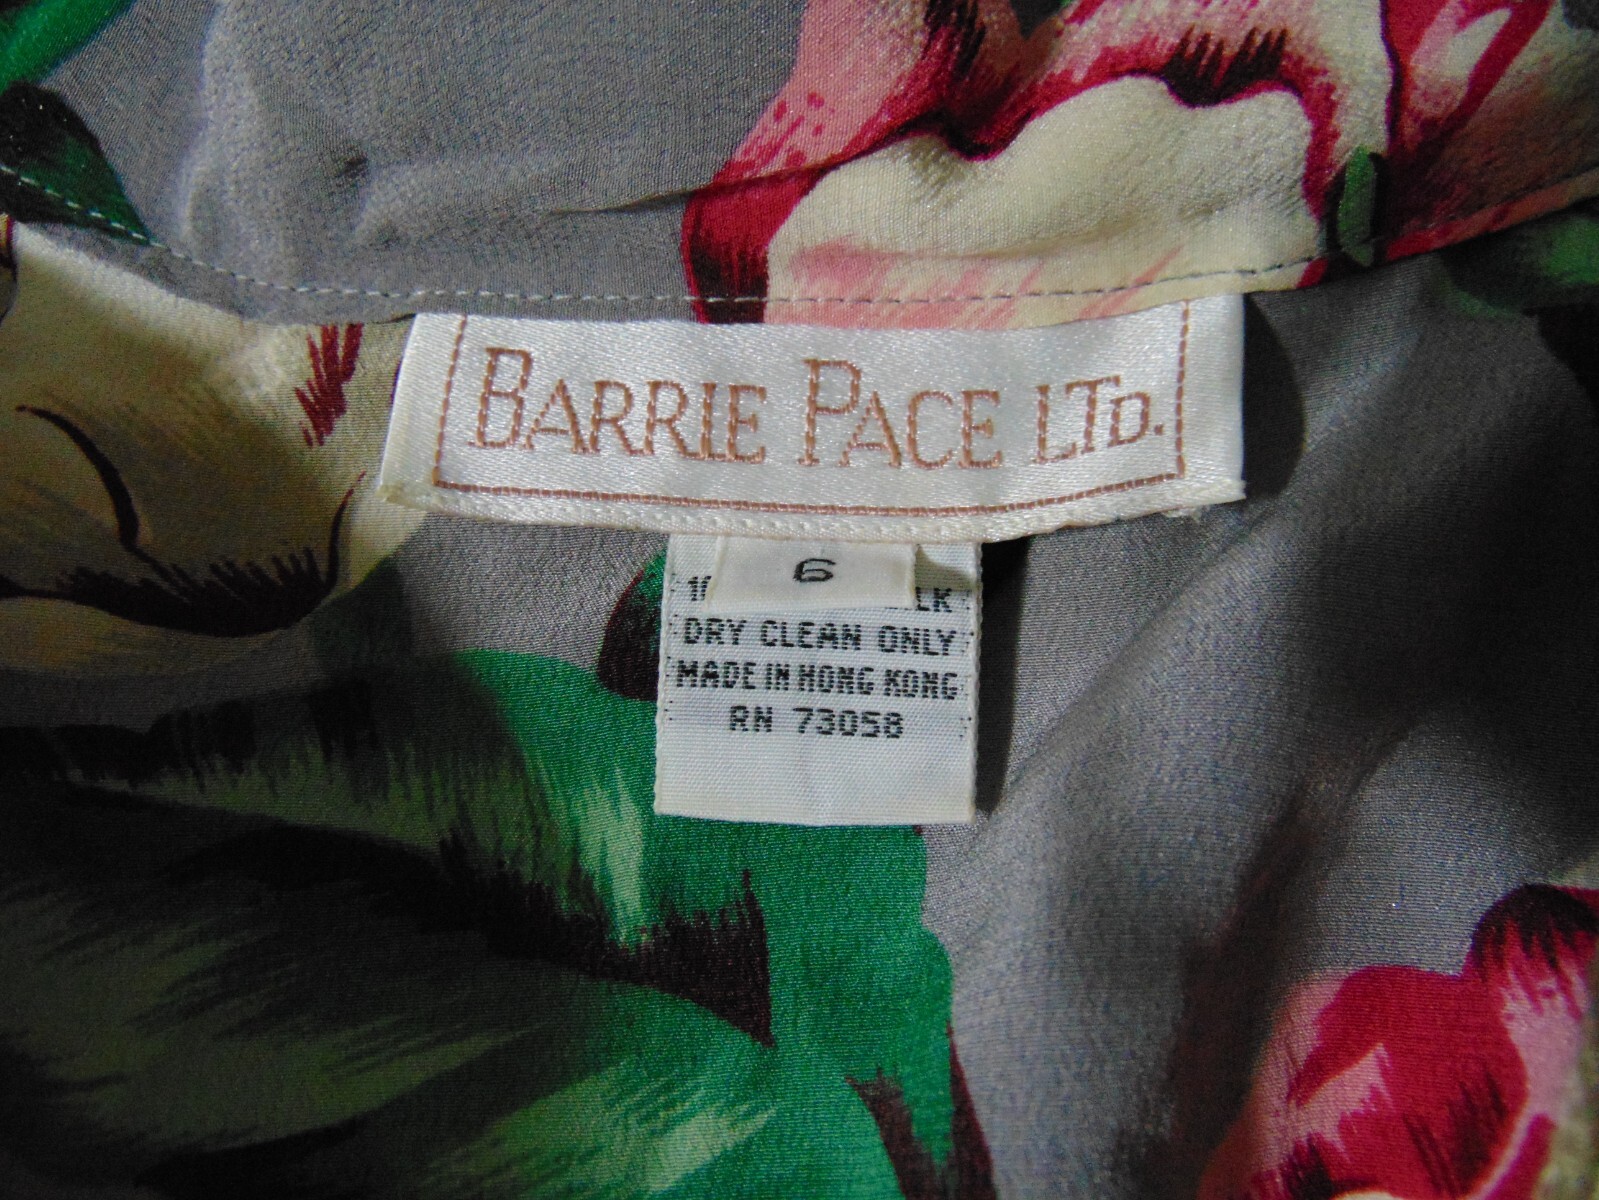 BARRIE PACE LTD.
6
DRY CLEAN ONLY
MADE IN HONG KONG
RN 73058